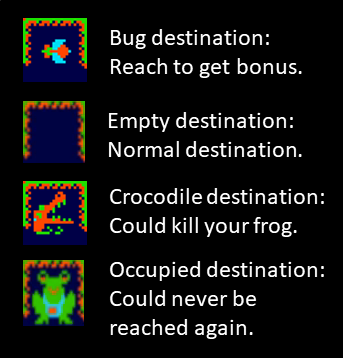 Bug destination:
Reach to get bonus.
Empty destination:
Normal destination.
Crocodile destination:
Could kill your frog.
Occupied destination:
Could never be
reached again.